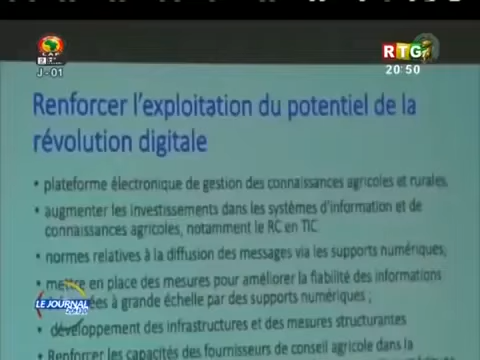 CAF
RTG
J - 01
20:50
Renforcer l'exploitation du potentiel de la
révolution digitale
• plateforme électronique de gestion des connaissances agricoles et rurales,
• augmenter les investissements dans les systèmes d'information et de
connaissances agricoles, notamment le RC en TIC
• normes relatives à la diffusion des messages via les supports numériques,
• mettre en place des mesures pour améliorer la fiabilité des informations
à grande échelle par des supports numériques ;
LE JOURNAL
20H30
• développement des infrastructures et des mesures structurantes
• Renforcer les capacités des fournisseurs de conseil agricole dans la